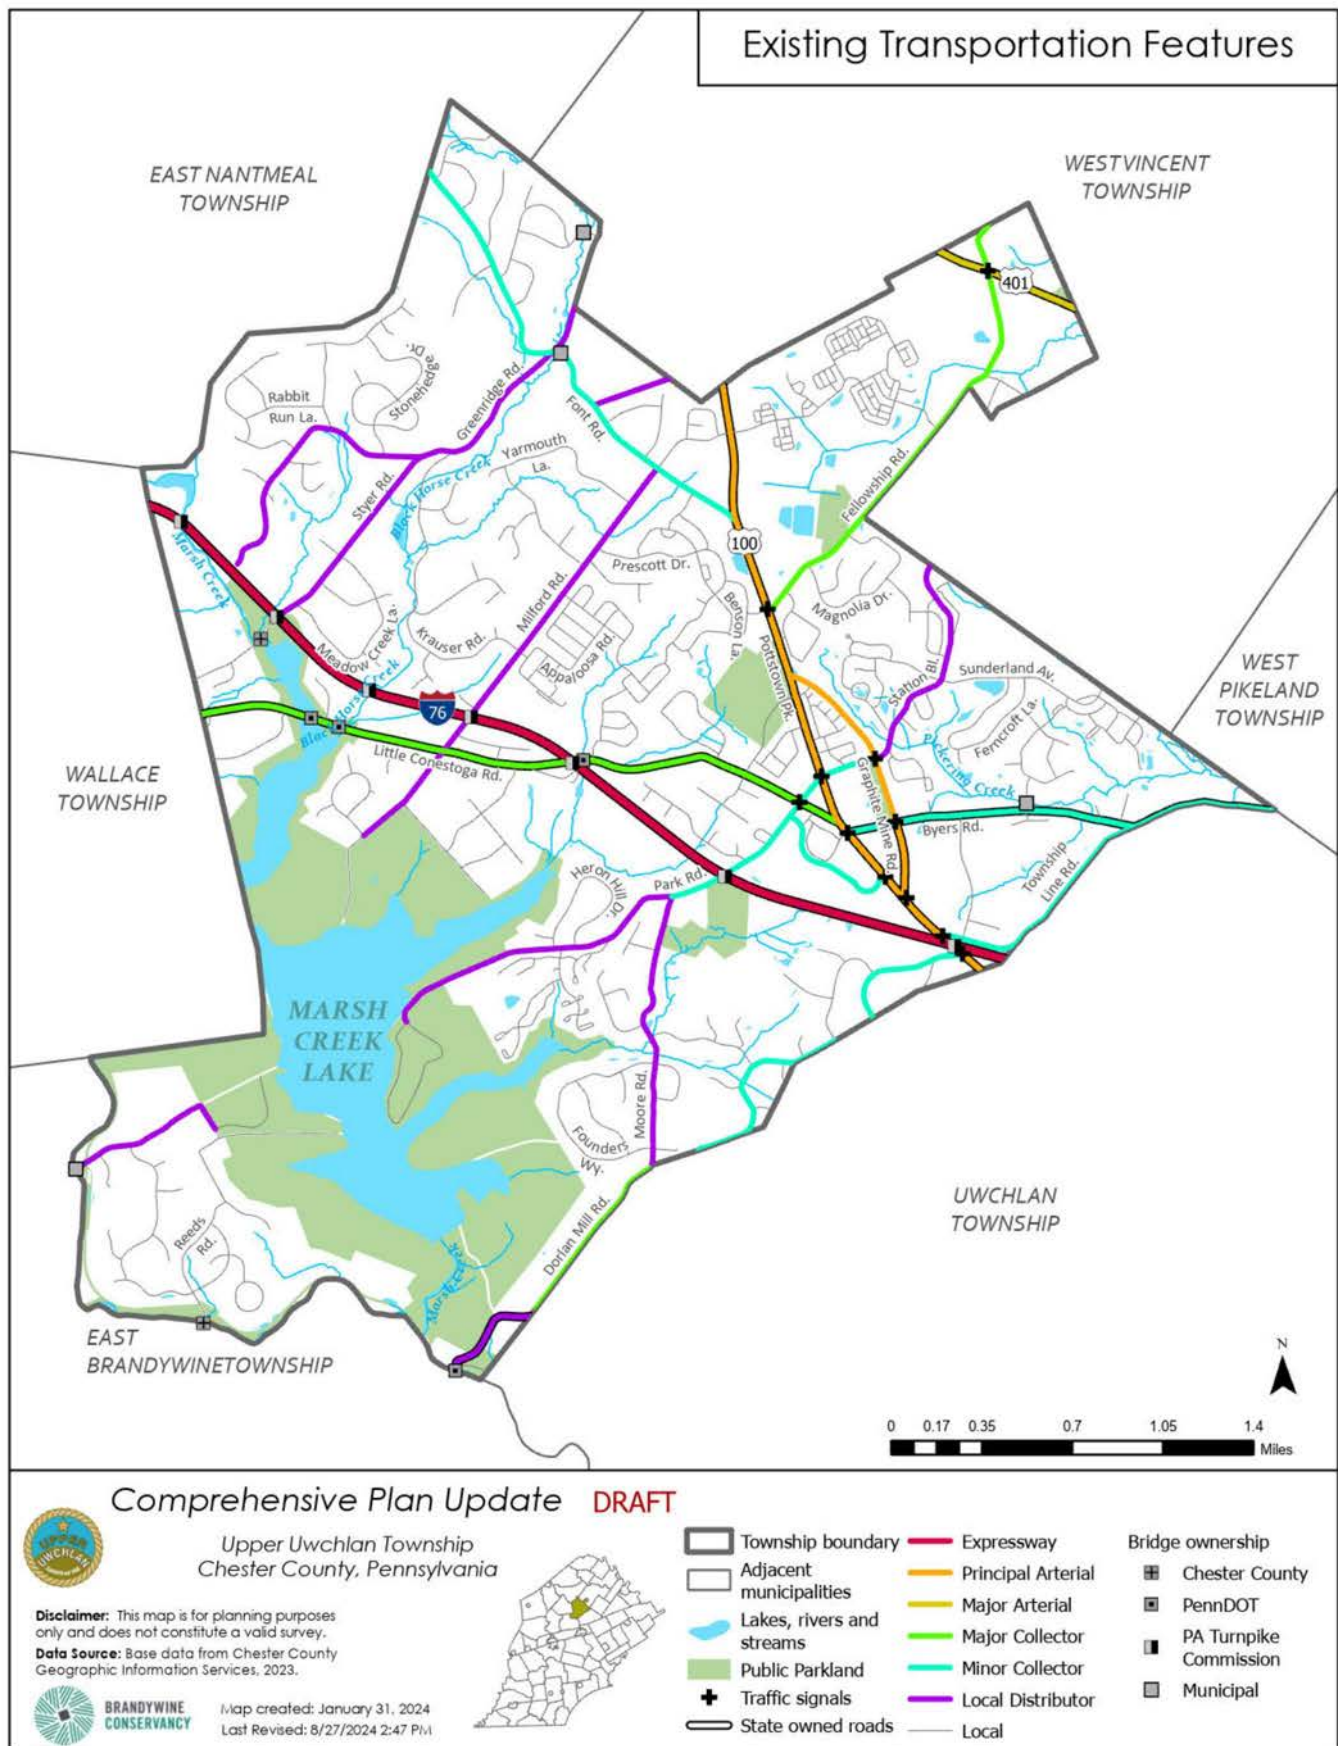 Existing Transportation Features
EAST NANTMEAL
TOWNSHIP
WEST VINCENT
TOWNSHIP
401
Stonehedge
Dr.
Rabbit
Run La.
Greenridge Rd.
Font Rd.
Yarmouth
La.
Styer Rd.
Black Horse Creek
Fellowship Rd.
100
Marsh Creek
Prescott Dr.
Milford Rd.
Benson La.
Magnolia Dr.
Appaloosa Rd.
Krauser Rd.
Meadow Creek La.
Pottstown Pk.
Station Bl.
Sunderland Av.
WEST
PIKELAND
TOWNSHIP
Ferncroft La.
76
Black Horse Creek
Little Conestoga Rd.
Pickering Creek
Graphite Mine Rd.
WALLACE
TOWNSHIP
Byers Rd.
Township
Line Rd.
Heron Hill
Dr.
Park Rd.
MARSH
CREEK
LAKE
Moore Rd.
Founders
Wy.
UWCHLAN
TOWNSHIP
Reeds
Rd.
Dorlan Mill Rd.
Marsh Creek
EAST
BRANDYWINETOWNSHIP
N
0 0.17 0.35 0.7 1.05 1.4
Miles
Comprehensive Plan Update DRAFT
Upper Uwchlan Township
Chester County, Pennsylvania
UPPER
UWCHLAN
Disclaimer: This map is for planning purposes
only and does not constitute a valid survey.
Data Source: Base data from Chester County
Geographic Information Services, 2023.
BRANDYWINE
CONSERVANCY
Map created: January 31, 2024
Last Revised: 8/27/2024 2:47 PM
Township boundary
Adjacent
municipalities
Lakes, rivers and
streams
Public Parkland
Traffic signals
State owned roads
Expressway
Principal Arterial
Major Arterial
Major Collector
Minor Collector
Local Distributor
Local
Bridge ownership
Chester County
PennDOT
PA Turnpike
Commission
Municipal